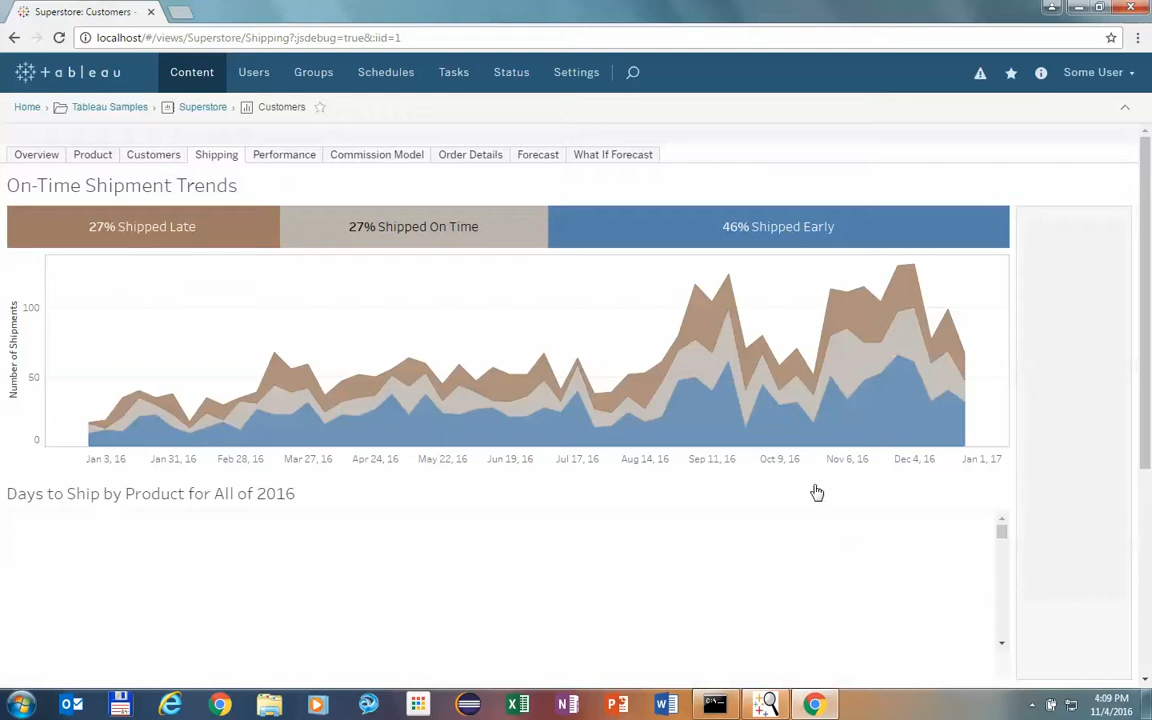 Superstore: Customers -
localhost/#/views/Superstore/Shipping?:jsdebug=true&:iid=1
+ a b l e a u
Content Users Groups Schedules Tasks Status Settings Some User
Home › Tableau Samples › Superstore › Customers
Overview Product Customers Shipping Performance Commission Model Order Details Forecast What If Forecast
On-Time Shipment Trends
27% Shipped Late 27% Shipped On Time 46% Shipped Early
Number of Shipments
100
50
0
Jan 3, 16 Jan 31, 16 Feb 28, 16 Mar 27, 16 Apr 24, 16 May 22, 16 Jun 19, 16 Jul 17, 16 Aug 14, 16 Sep 11, 16 Oct 9, 16 Nov 6, 16 Dec 4, 16 Jan 1, 17
Days to Ship by Product for All of 2016
4:09 PM
11/4/2016